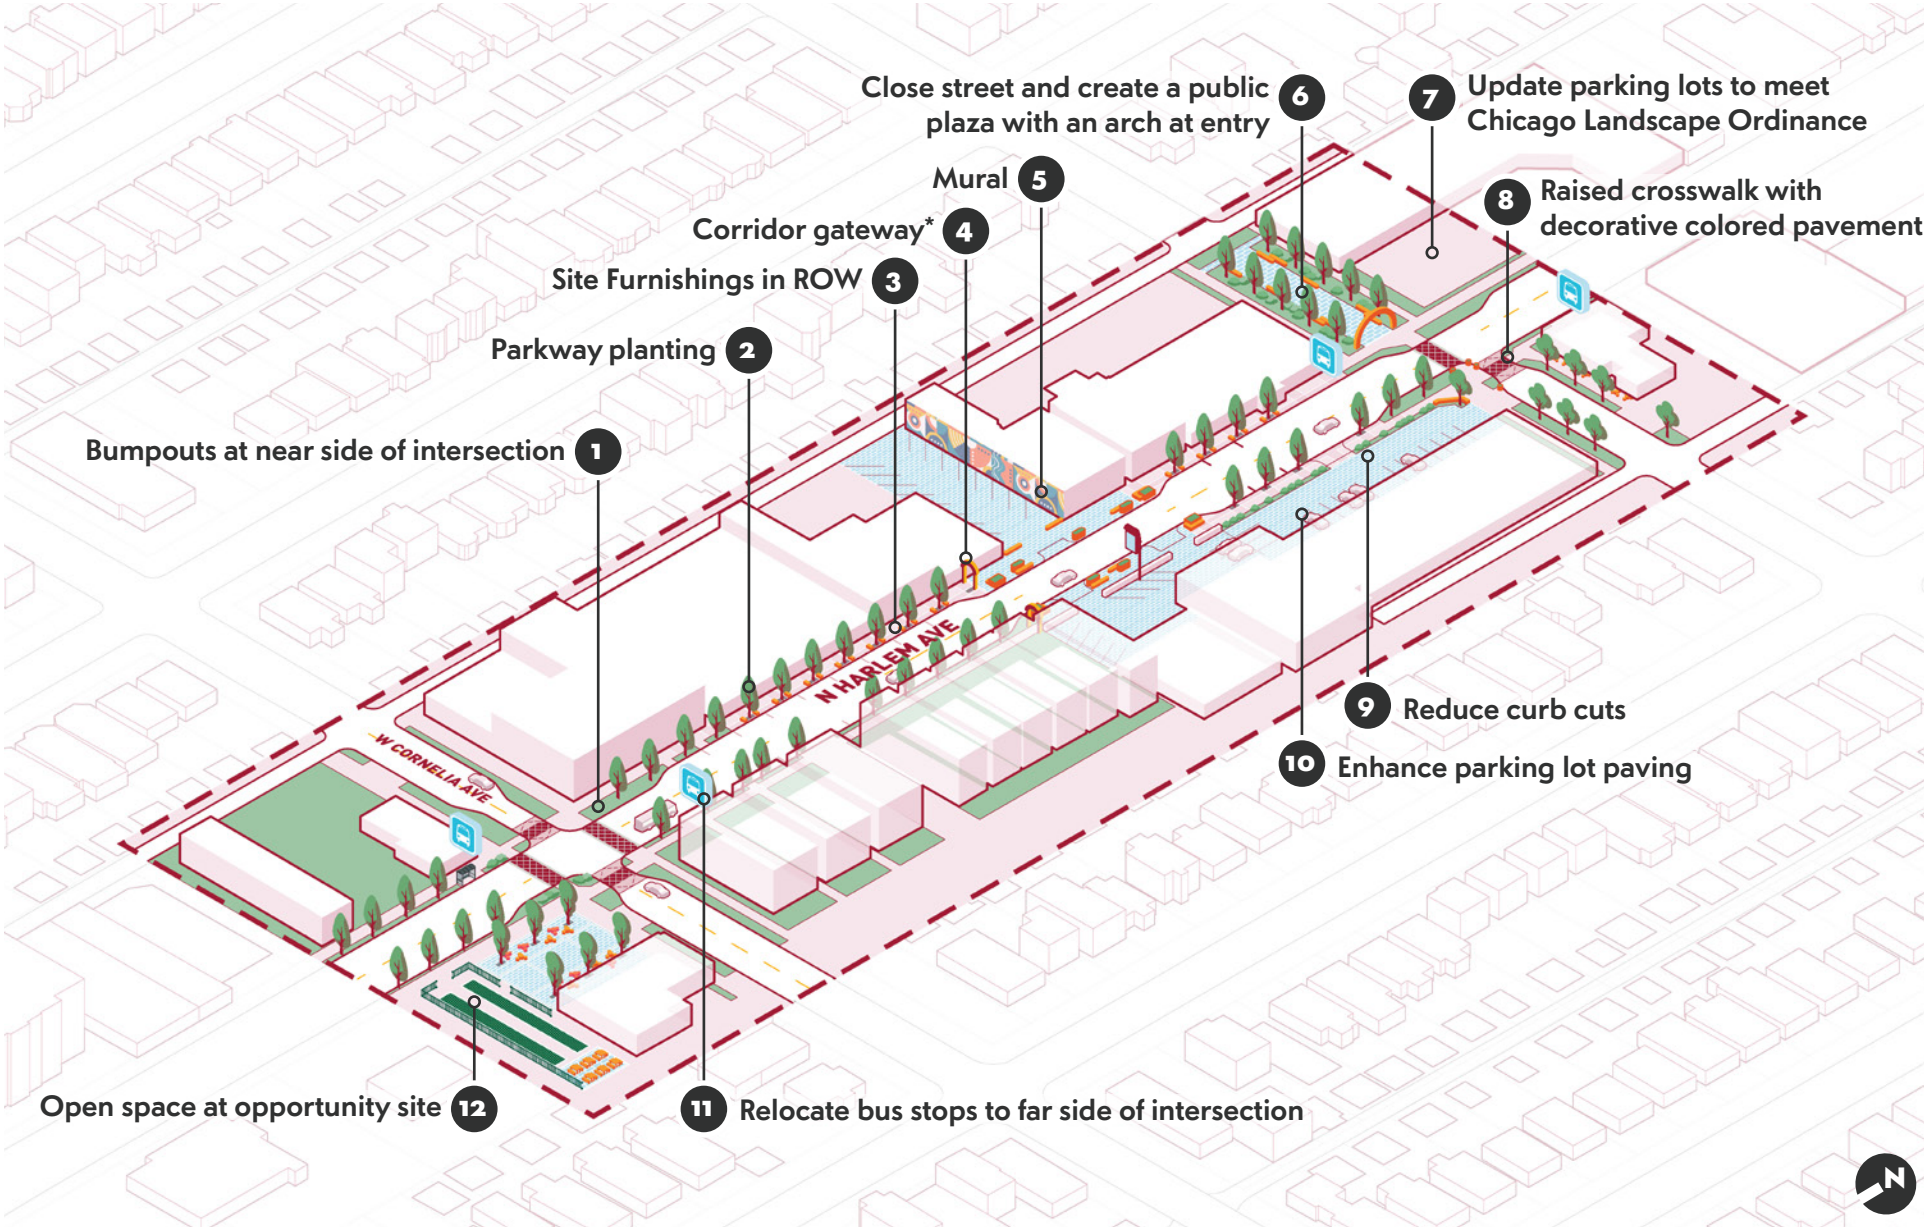 Close street and create a public
plaza with an arch at entry
6
7
Update parking lots to meet
Chicago Landscape Ordinance
Mural 5
8
Raised crosswalk with
decorative colored pavement
Corridor gateway* 4
Site Furnishings in ROW 3
Parkway planting 2
Bumpouts at near side of intersection 1
N HARLEM AVE
W CORNELIA AVE
9 Reduce curb cuts
10 Enhance parking lot paving
Open space at opportunity site 12
11 Relocate bus stops to far side of intersection
N